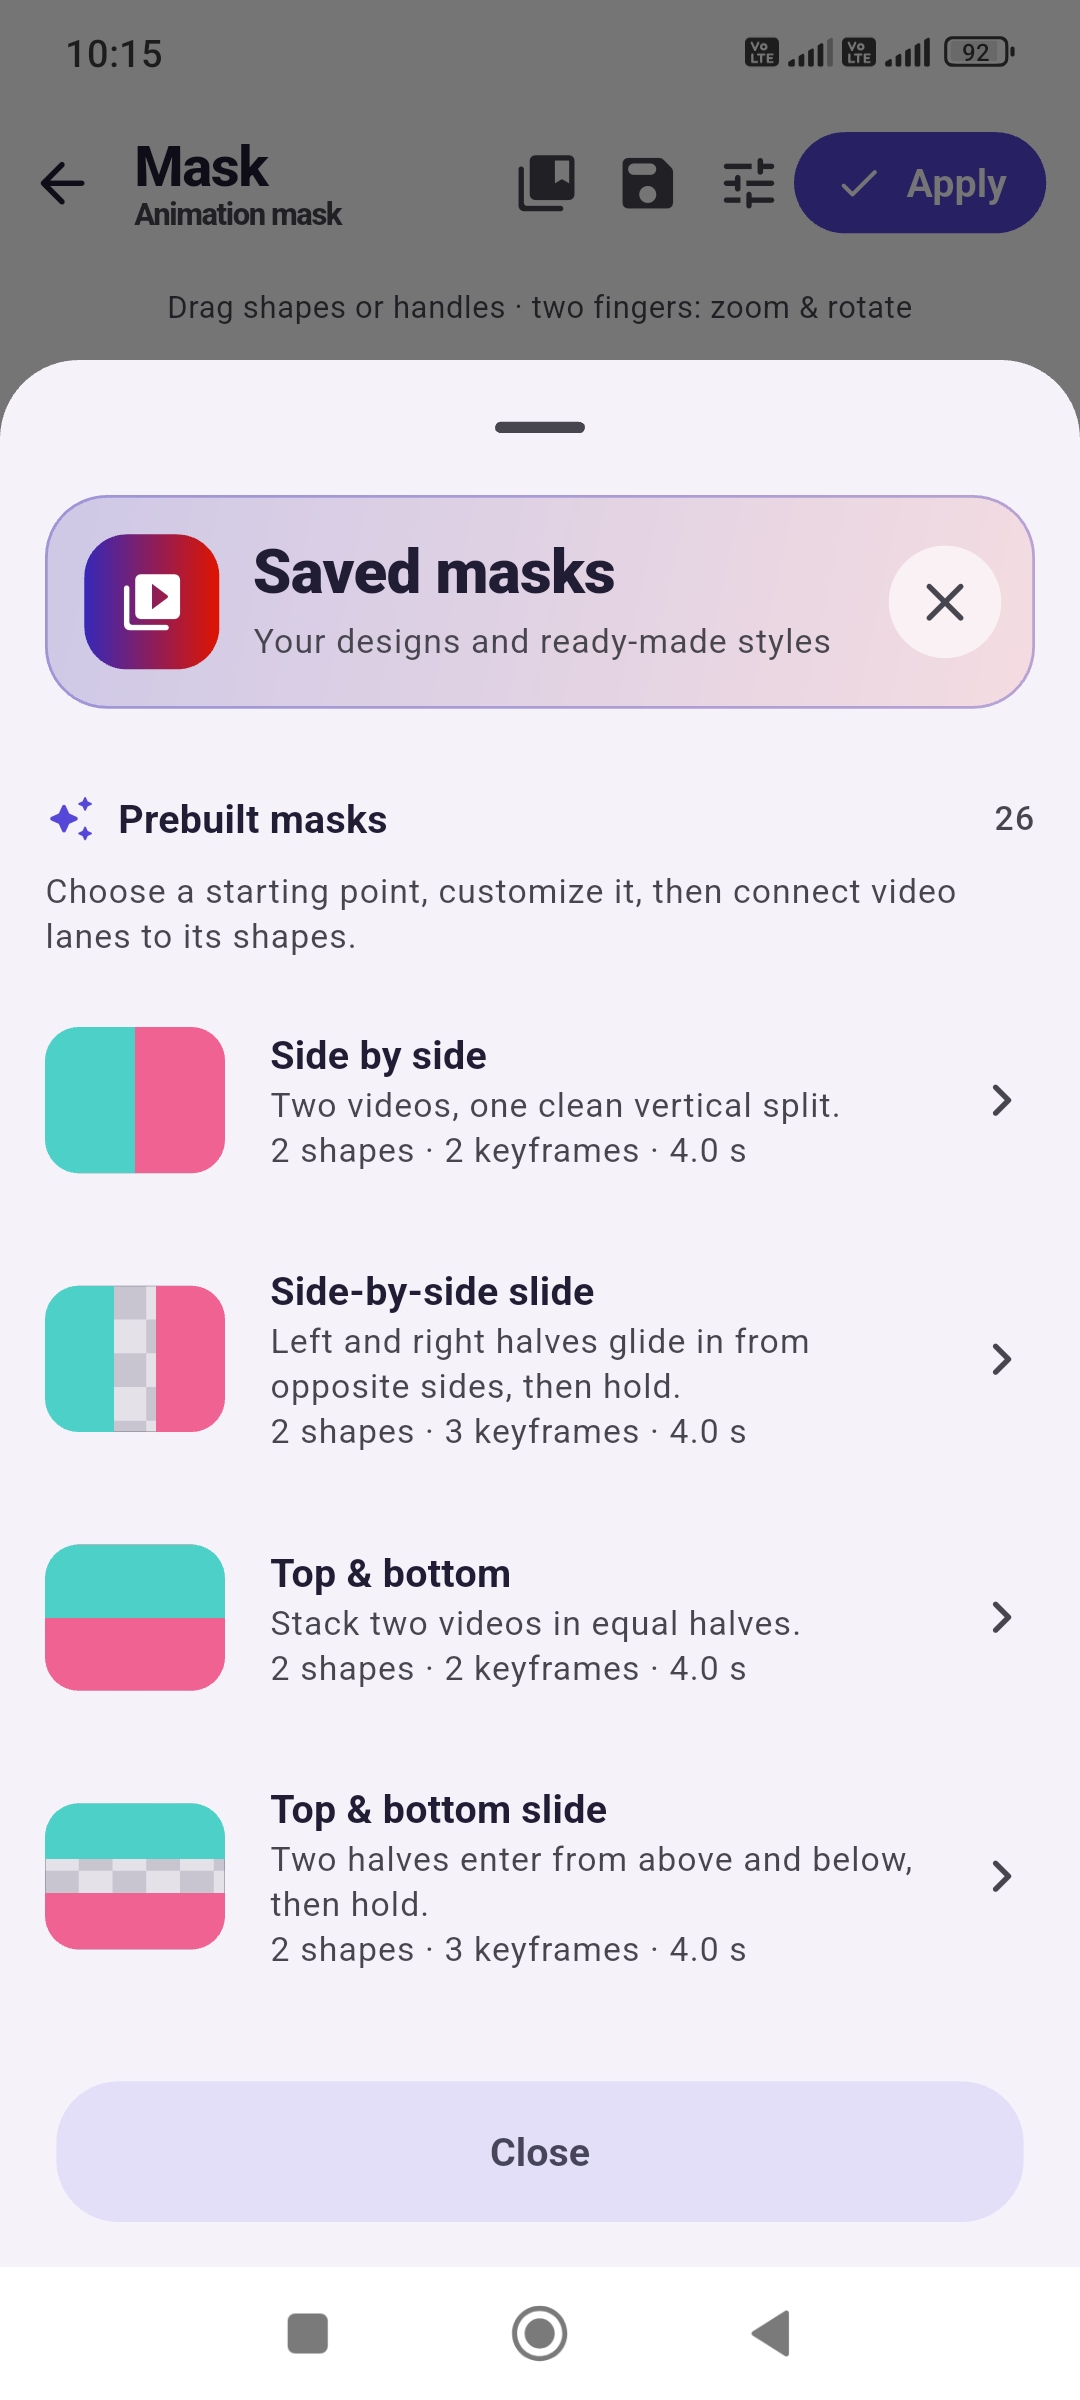 10:15
Vo LTE
Vo LTE
92
Mask
Animation mask
Apply
Drag shapes or handles · two fingers: zoom & rotate
Saved masks
Your designs and ready-made styles
Prebuilt masks
26
Choose a starting point, customize it, then connect video
lanes to its shapes.
Side by side
Two videos, one clean vertical split.
2 shapes · 2 keyframes · 4.0 s
Side-by-side slide
Left and right halves glide in from
opposite sides, then hold.
2 shapes · 3 keyframes · 4.0 s
Top & bottom
Stack two videos in equal halves.
2 shapes · 2 keyframes · 4.0 s
Top & bottom slide
Two halves enter from above and below,
then hold.
2 shapes · 3 keyframes · 4.0 s
Close